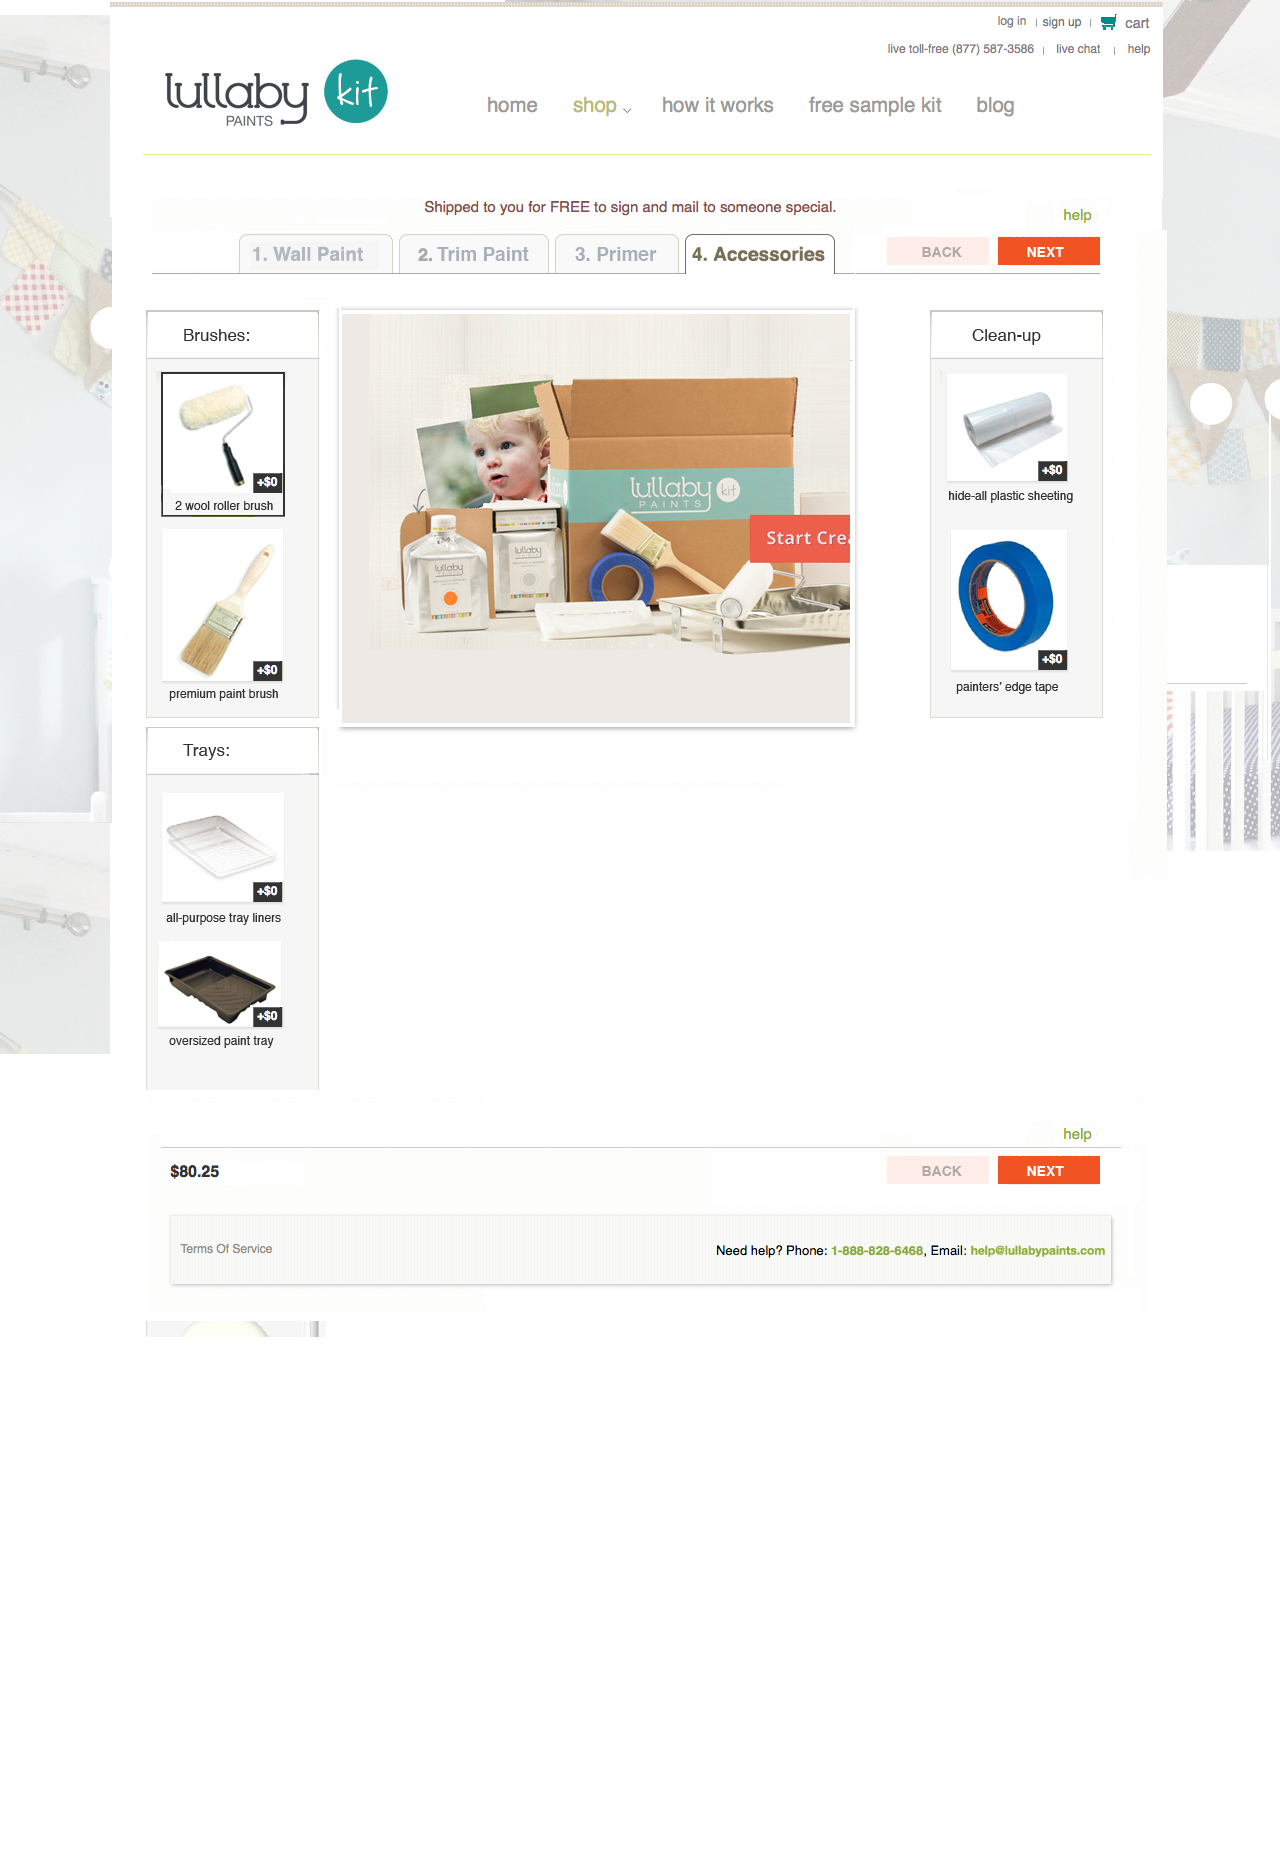 log in | sign up | cart
live toll-free (877) 587-3586 | live chat | help
lullaby kit
PAINTS
home shop how it works free sample kit blog
Shipped to you for FREE to sign and mail to someone special.
help
1. Wall Paint 2. Trim Paint 3. Primer 4. Accessories BACK NEXT
Brushes:
+$0
2 wool roller brush
+$0
premium paint brush
Trays:
+$0
all-purpose tray liners
+$0
oversized paint tray
lullaby kit
PAINTS
Start Crea
lullaby
lullaby
Clean-up
+$0
hide-all plastic sheeting
+$0
painters' edge tape
help
$80.25 BACK NEXT
Terms Of Service Need help? Phone: 1-888-828-6468, Email: help@lullabypaints.com